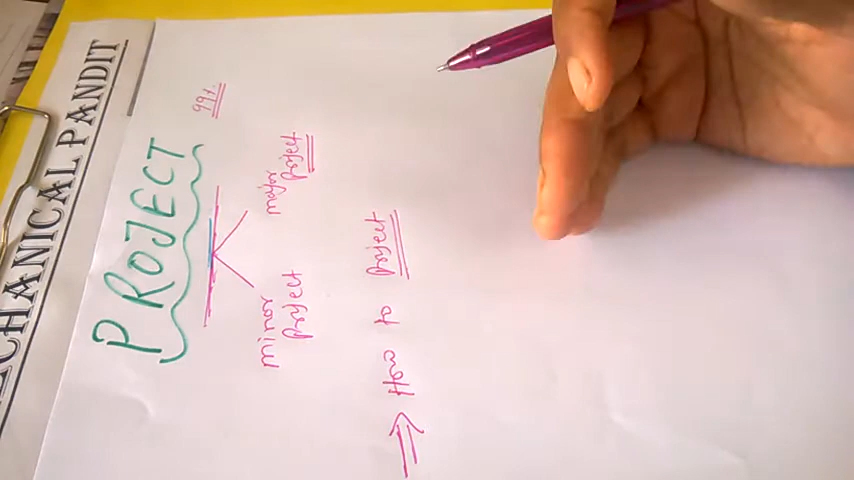 MECHANICAL PANDIT
PROJECT
99%
minor project
major project
⇒ How to project